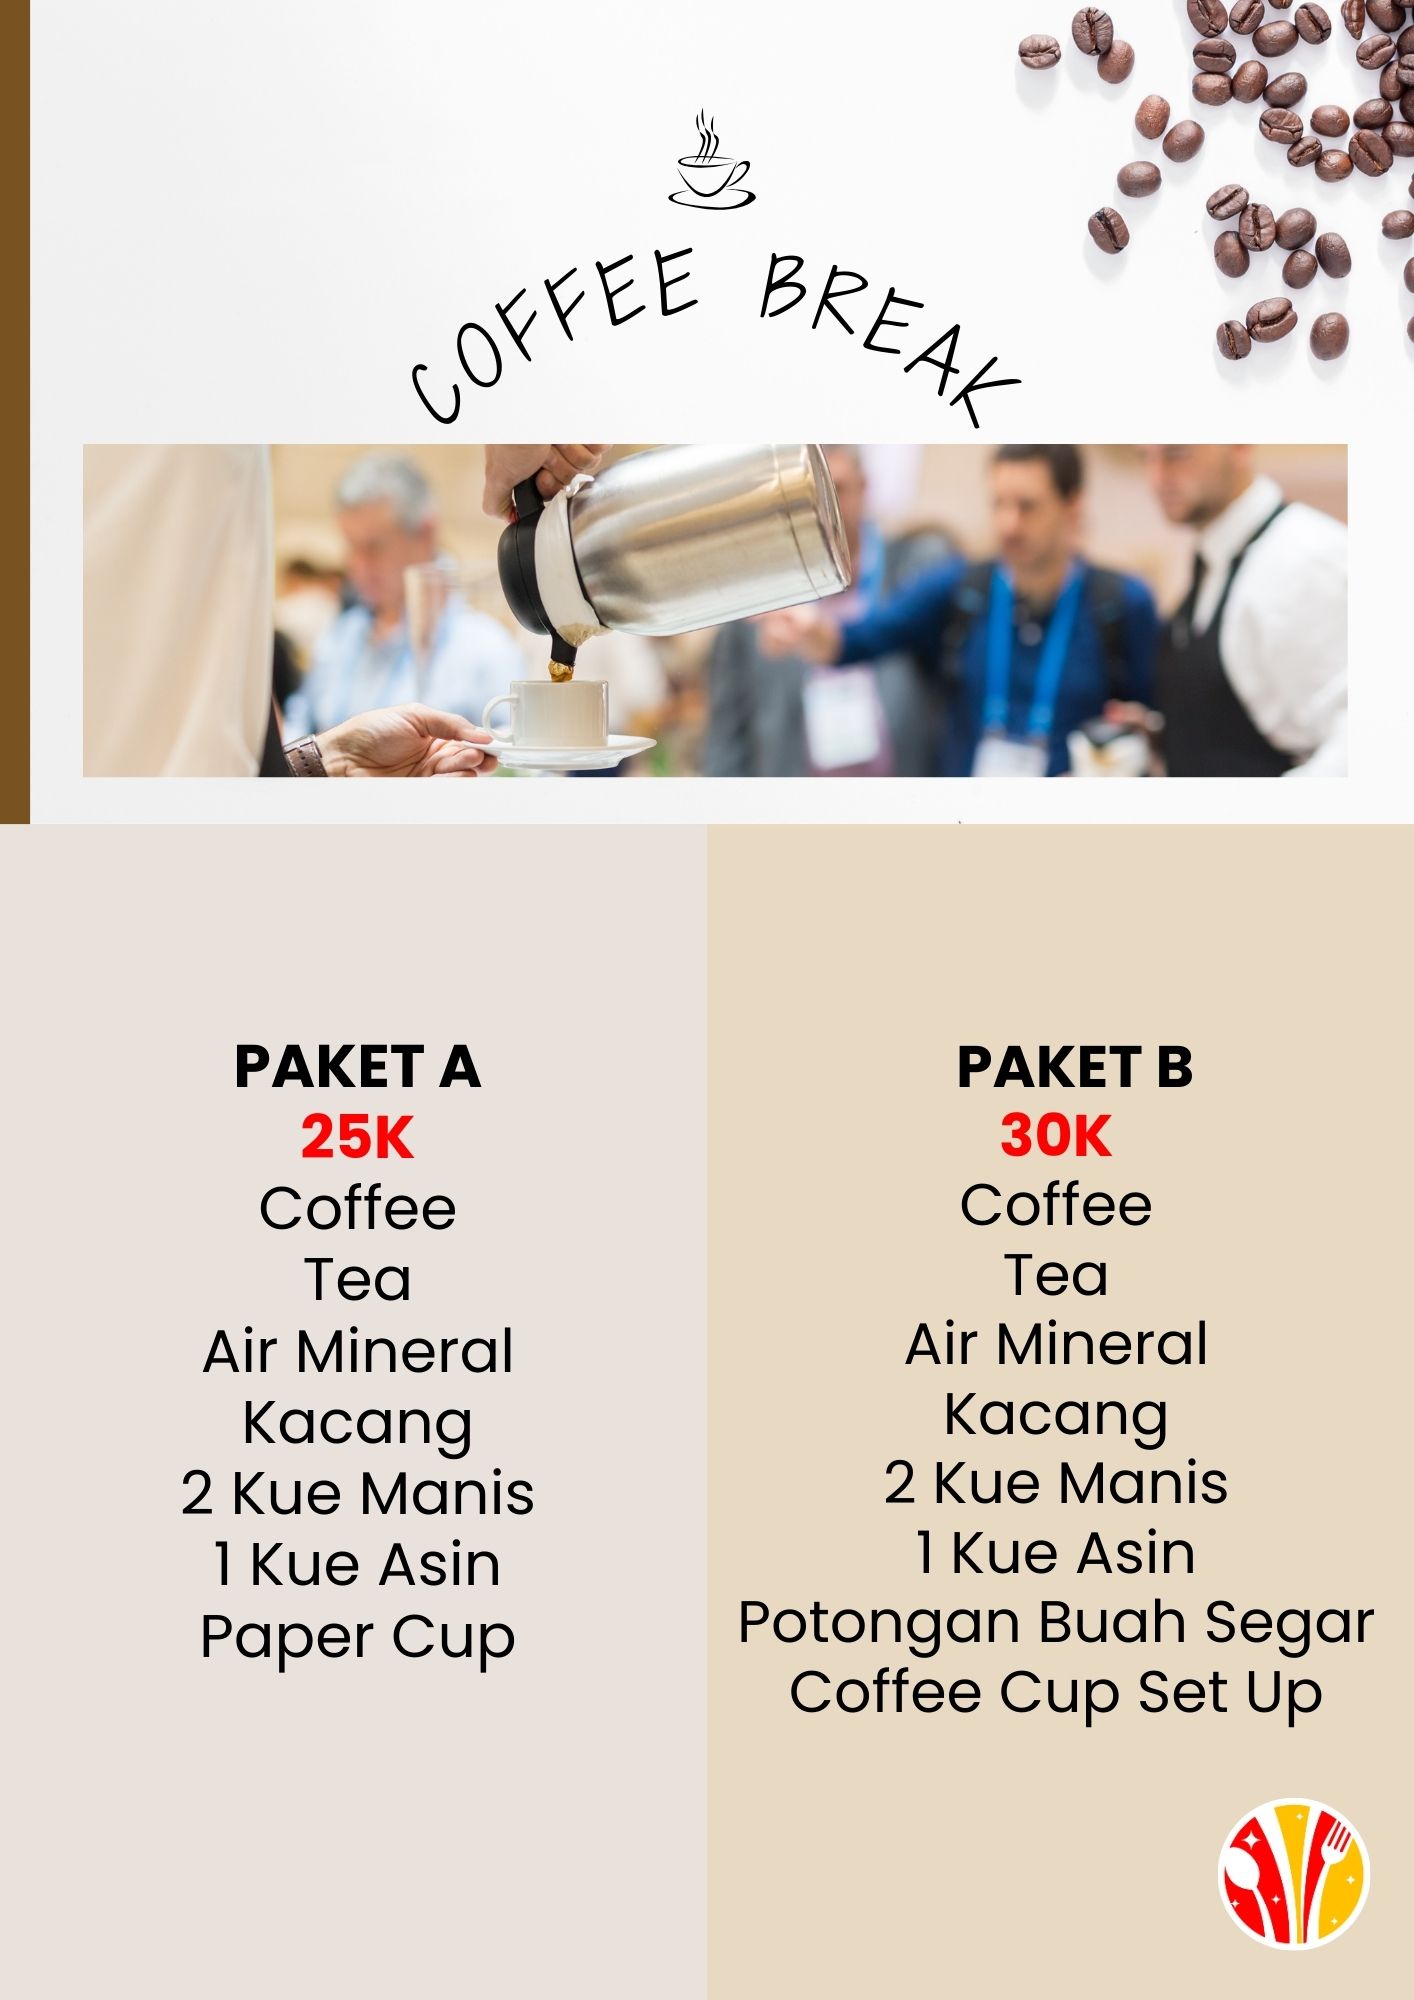 COFFEE BREAK
PAKET A
25K
Coffee
Tea
Air Mineral
Kacang
2 Kue Manis
1 Kue Asin
Paper Cup
PAKET B
30K
Coffee
Tea
Air Mineral
Kacang
2 Kue Manis
1 Kue Asin
Potongan Buah Segar
Coffee Cup Set Up